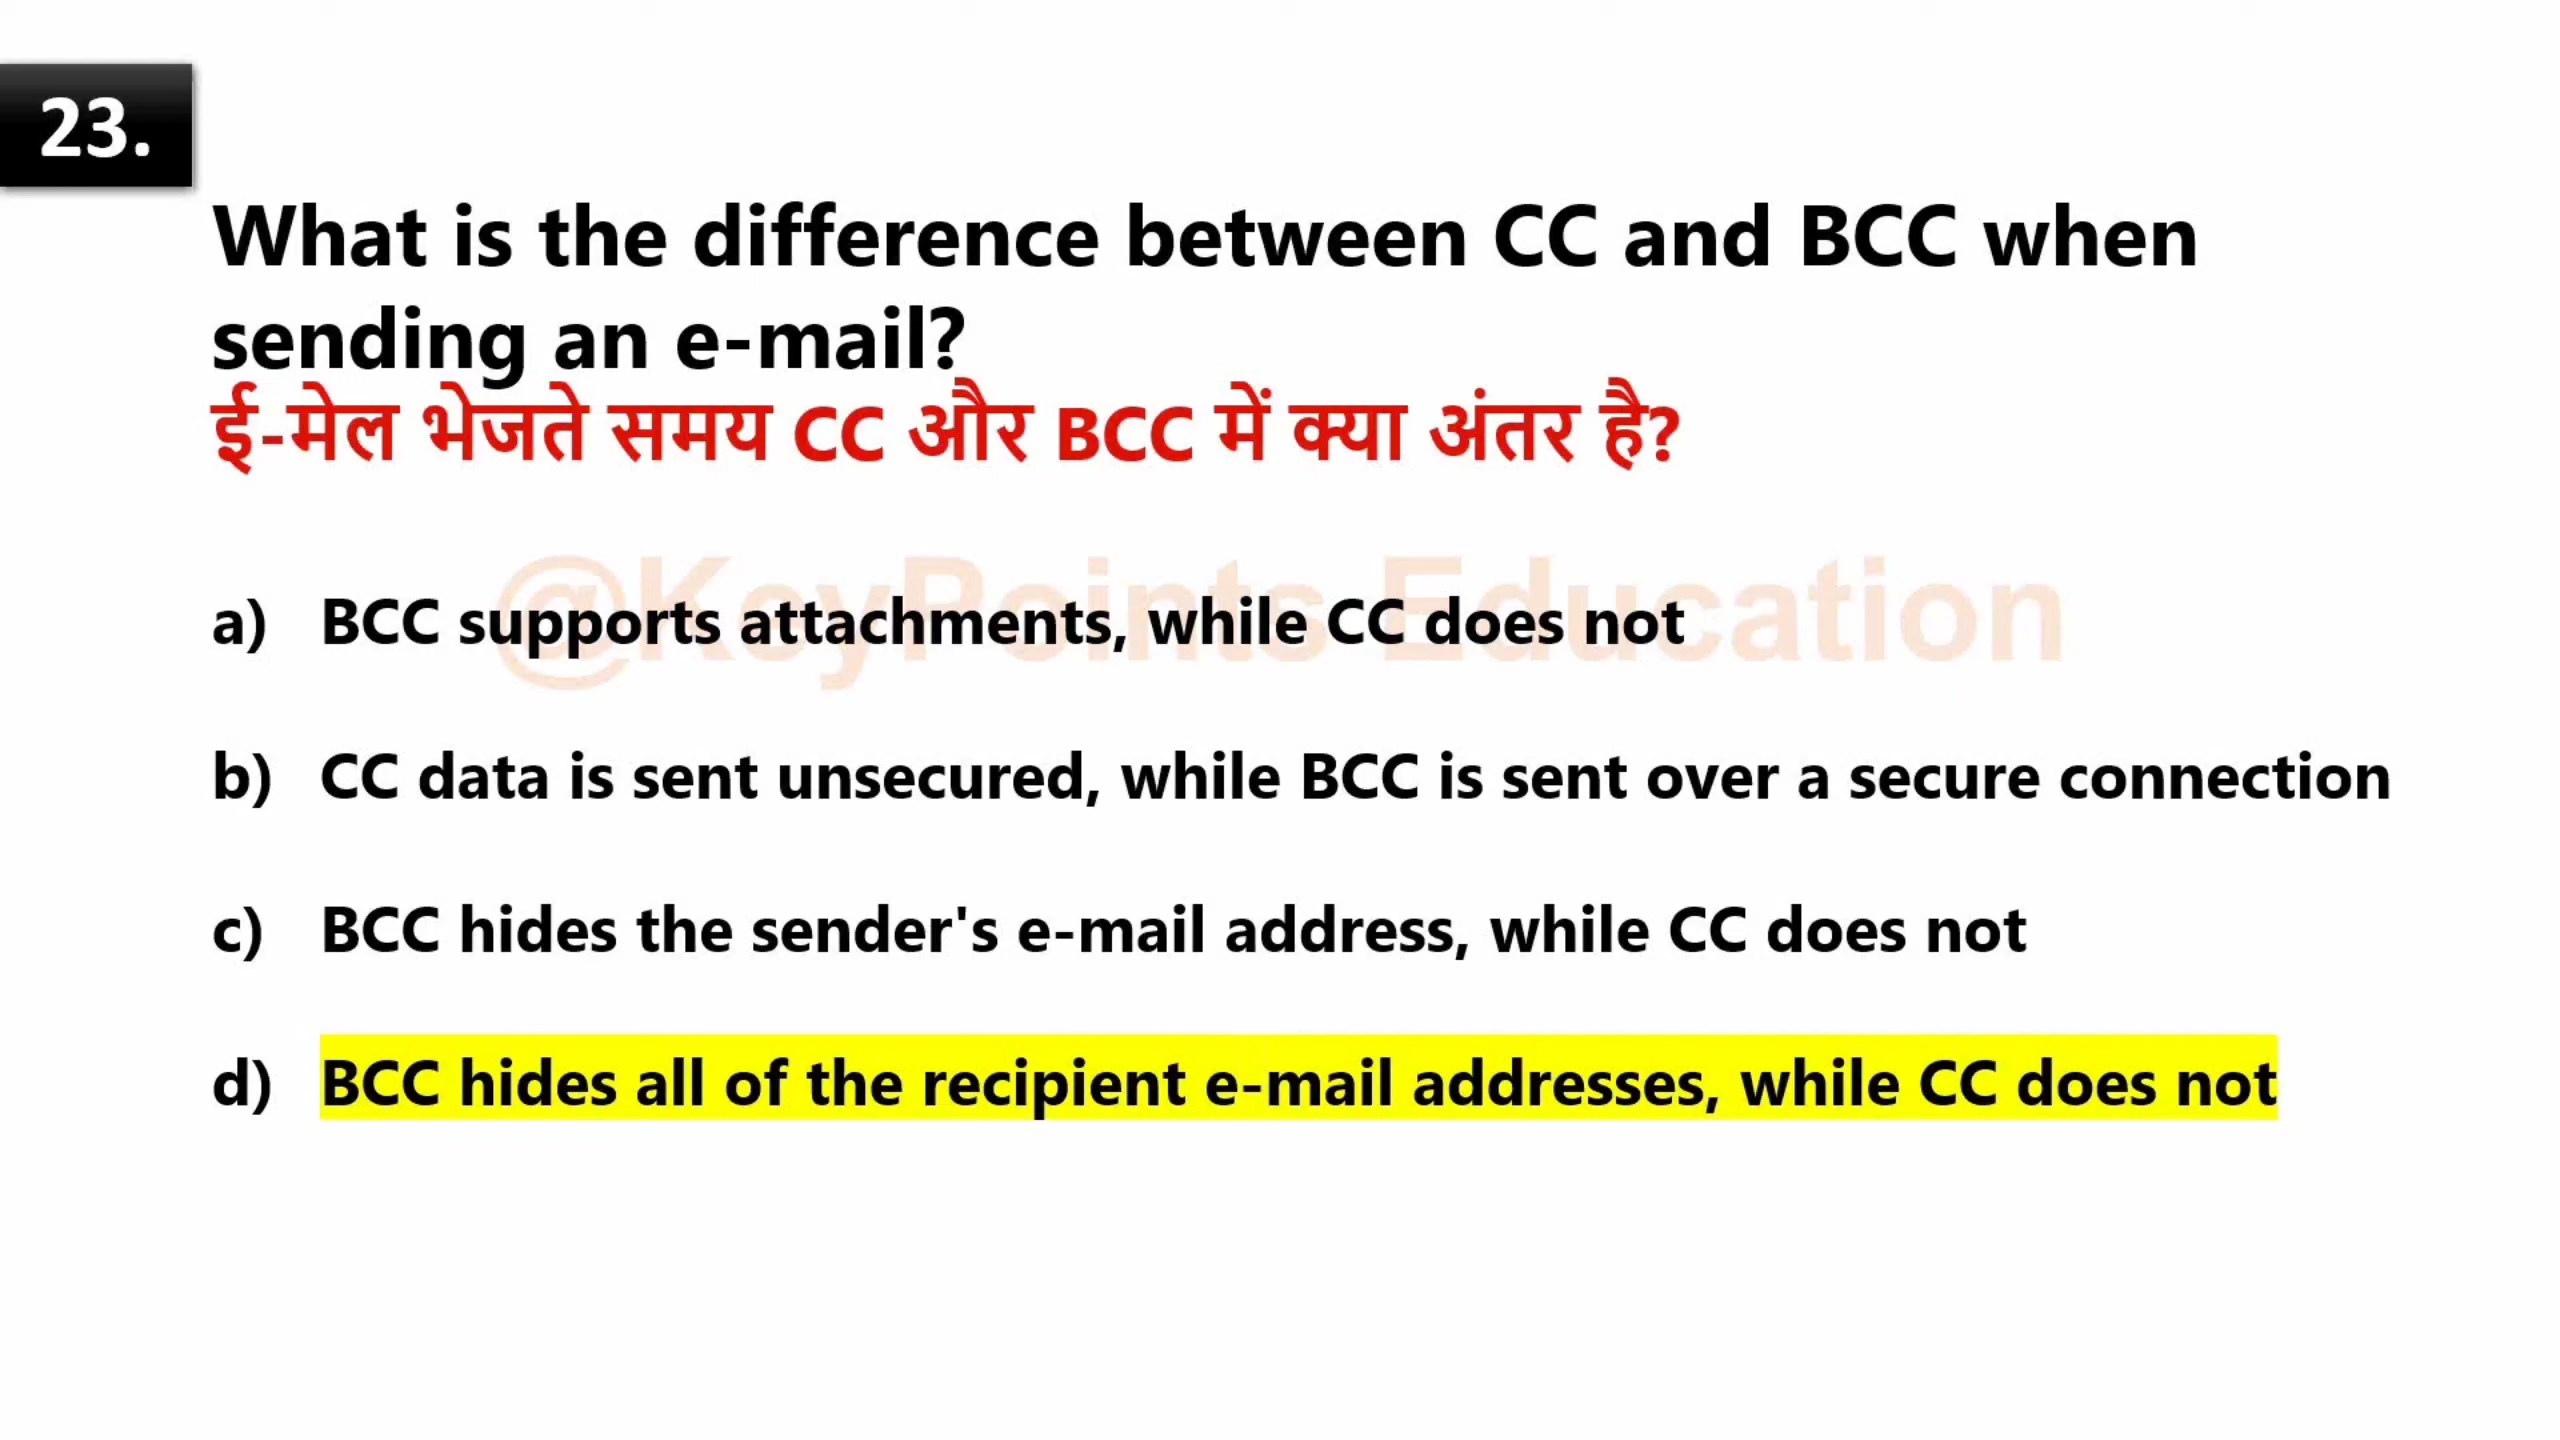 23.
What is the difference between CC and BCC when
sending an e-mail?
ई-मेल भेजते समय CC और BCC में क्या अंतर है?
@KeyPoints Education
a) BCC supports attachments, while CC does not
b) CC data is sent unsecured, while BCC is sent over a secure connection
c) BCC hides the sender's e-mail address, while CC does not
d) BCC hides all of the recipient e-mail addresses, while CC does not